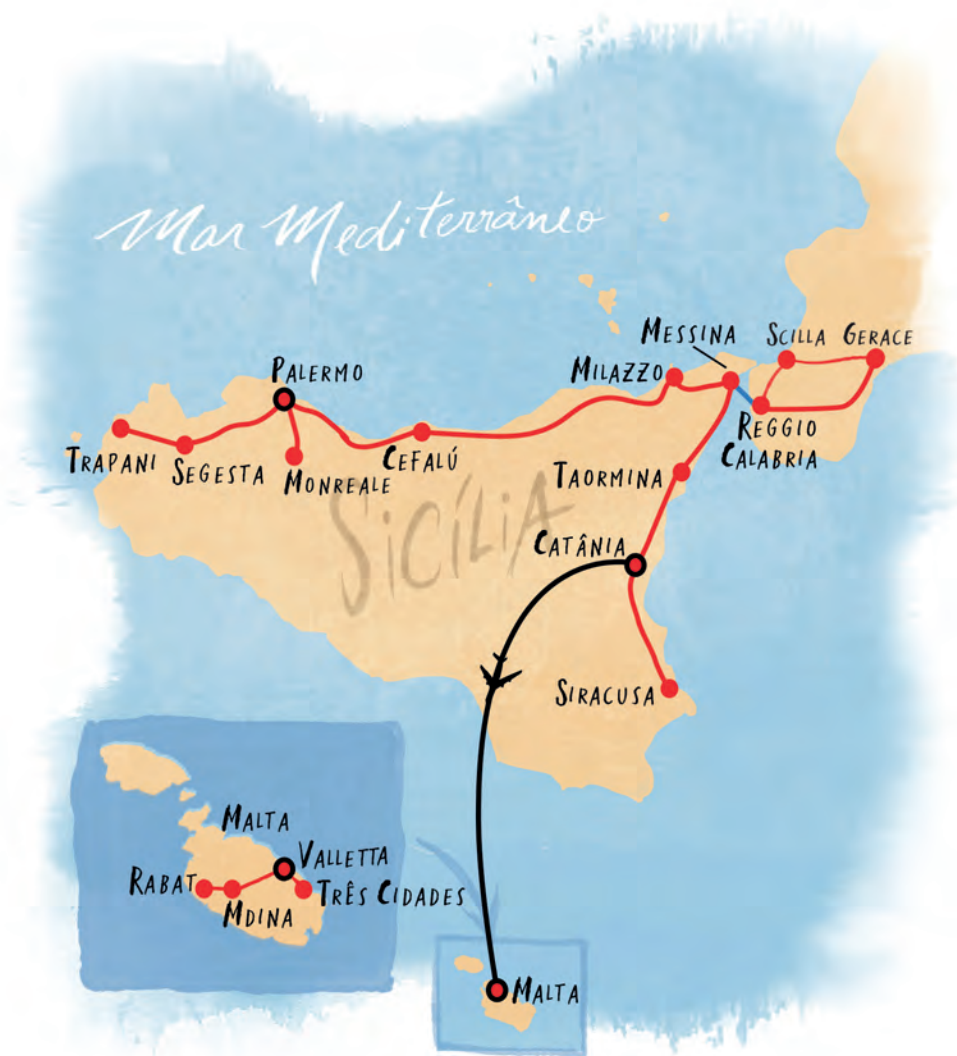 Mar Mediterrâneo
Messina
Scilla
Gerace
Palermo
Milazzo
Reggio
Calabria
Trapani
Segesta
Monreale
Cefalú
Taormina
Sicília
Catânia
Siracusa
Malta
Valletta
Rabat
Três Cidades
Mdina
Malta